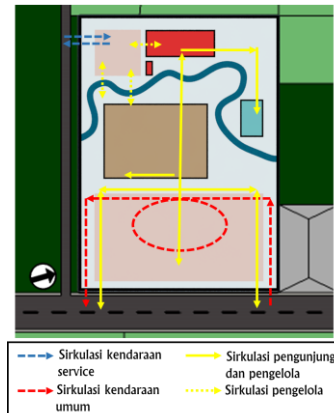 Sirkulasi kendaraan service
Sirkulasi pengunjung dan pengelola
Sirkulasi kendaraan umum
Sirkulasi pengelola